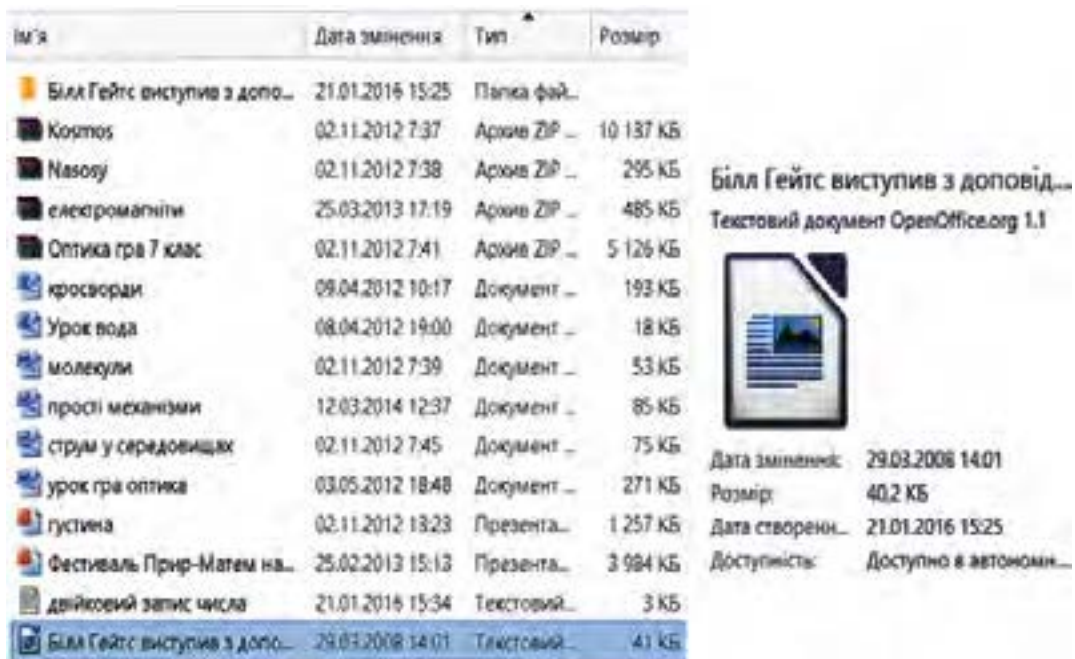 Ім'я Дата змінення Тип Розмір
Білл Гейтс виступив з допо... 21.01.2016 15:25 Папка фай...
Kosmos 02.11.2012 7:37 Архив ZIP ... 10 137 КБ
Nasosy 02.11.2012 7:38 Архив ZIP ... 295 КБ
електромагніти 25.03.2013 17:19 Архив ZIP ... 485 КБ
Оптика гра 7 клас 02.11.2012 7:41 Архив ZIP ... 5 126 КБ
кросворди 09.04.2012 10:17 Документ ... 193 КБ
Урок вода 08.04.2012 19:00 Документ ... 18 КБ
молекули 02.11.2012 7:39 Документ ... 53 КБ
прості механізми 12.03.2014 12:37 Документ ... 85 КБ
струм у середовищах 02.11.2012 7:45 Документ ... 75 КБ
урок гра оптика 03.05.2012 18:48 Документ ... 271 КБ
густина 02.11.2012 13:23 Презента... 1 257 КБ
Фестиваль Прир-Матем на... 25.02.2013 15:13 Презента... 3 984 КБ
двійковий запис числа 21.01.2016 15:34 Текстовий... 3 КБ
Білл Гейтс виступив з допо... 29.03.2008 14:01 Текстовий... 41 КБ
Білл Гейтс виступив з доповід...
Текстовий документ OpenOffice.org 1.1
Дата змінення: 29.03.2008 14:01
Розмір: 40,2 КБ
Дата створенн... 21.01.2016 15:25
Доступність: Доступно в автономн...